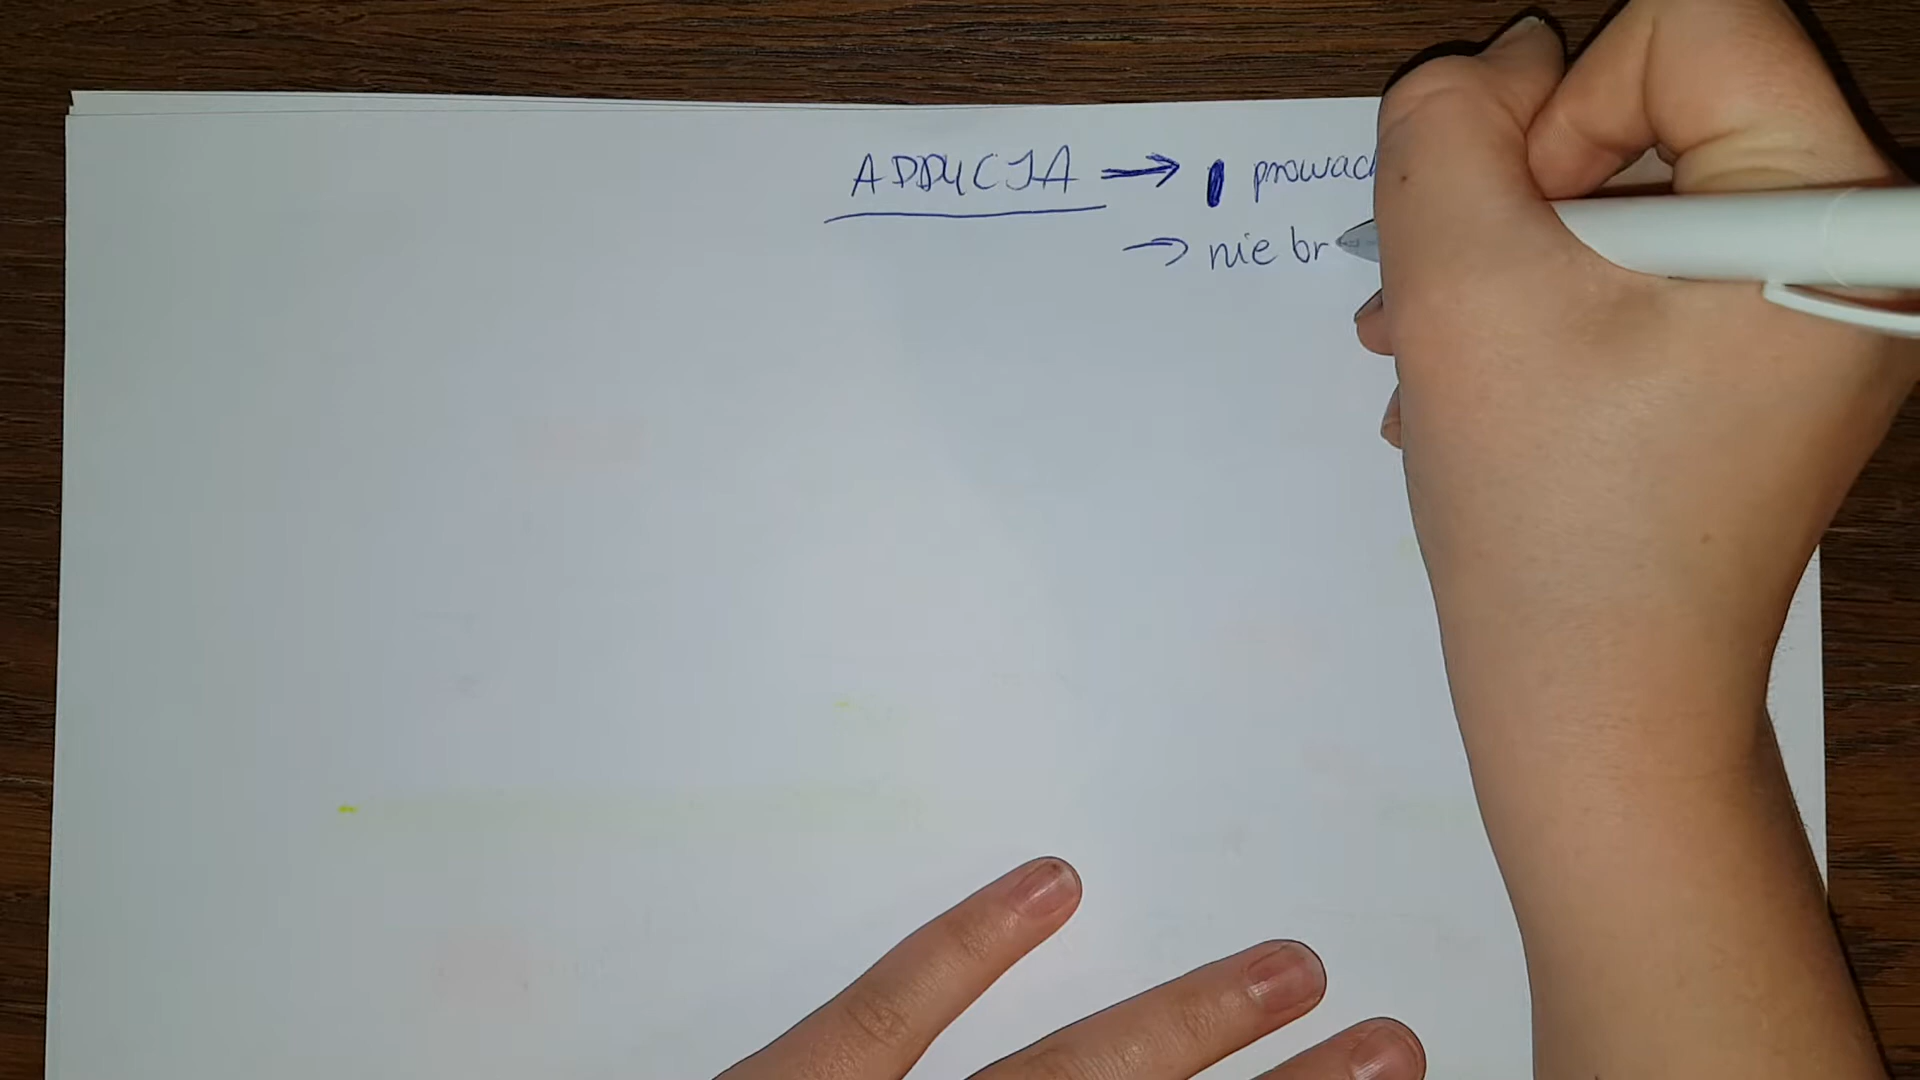 ADDYCJA → prowad
→ nie br